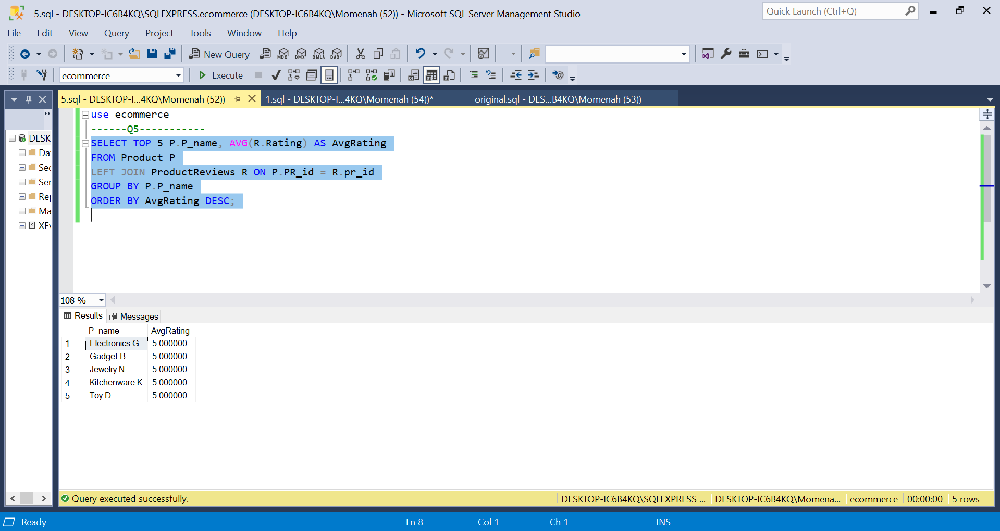 5.sql - DESKTOP-IC6B4KQ\SQLEXPRESS.ecommerce (DESKTOP-IC6B4KQ\Momenah (52)) - Microsoft SQL Server Management Studio
Quick Launch (Ctrl+Q)
File Edit View Query Project Tools Window Help
New Query MDX DMX XMLA DAX
ecommerce Execute
5.sql - DESKTOP-I...4KQ\Momenah (52)) 1.sql - DESKTOP-I...4KQ\Momenah (54))* original.sql - DES...B4KQ\Momenah (53))
DESK
Dat
Sec
Ser
Rep
Ma
XEv
use ecommerce
------Q5-----------
SELECT TOP 5 P.P_name, AVG(R.Rating) AS AvgRating
FROM Product P
LEFT JOIN ProductReviews R ON P.PR_id = R.pr_id
GROUP BY P.P_name
ORDER BY AvgRating DESC;
108 %
Results Messages
P_name AvgRating
1 Electronics G 5.000000
2 Gadget B 5.000000
3 Jewelry N 5.000000
4 Kitchenware K 5.000000
5 Toy D 5.000000
Query executed successfully. DESKTOP-IC6B4KQ\SQLEXPRESS ... DESKTOP-IC6B4KQ\Momena... ecommerce 00:00:00 5 rows
Ready Ln 8 Col 1 Ch 1 INS